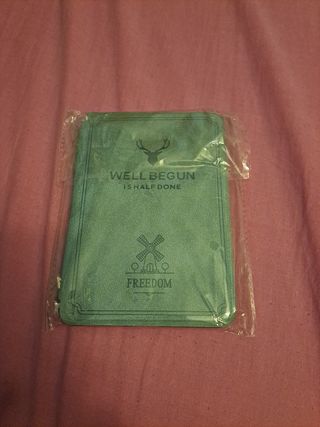 WELL BEGUN
IS HALF DONE
FREEDOM